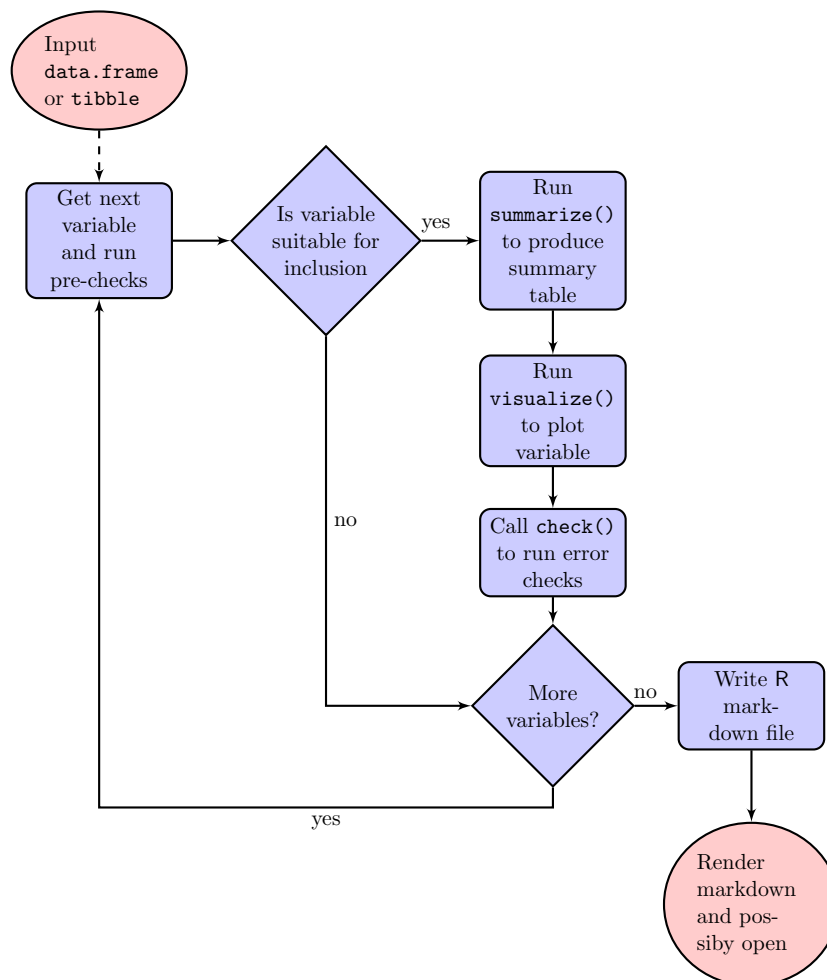 Input
data.frame
or tibble
Get next
variable
and run
pre-checks
Is variable
suitable for
inclusion
yes
Run
summarize()
to produce
summary
table
Run
visualize()
to plot
variable
no
Call check()
to run error
checks
More
variables?
no
Write R
mark-
down file
yes
Render
markdown
and pos-
siby open